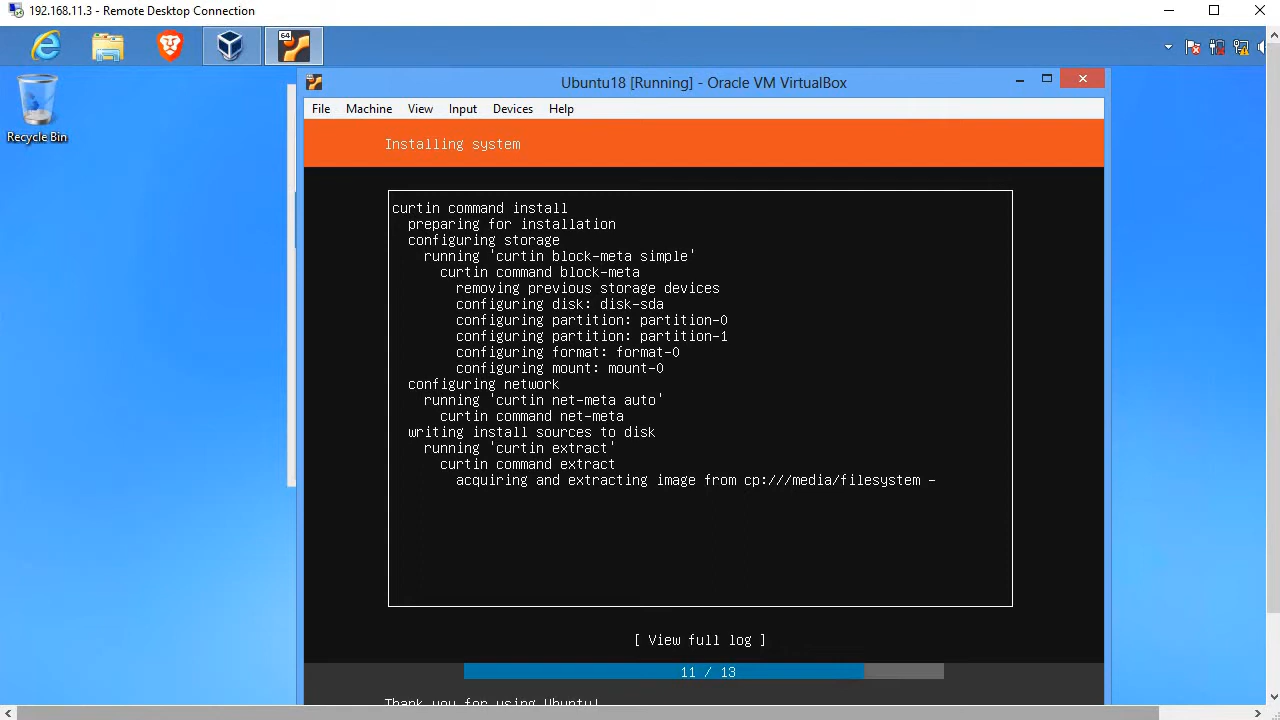 192.168.11.3 - Remote Desktop Connection
64
Recycle Bin
Ubuntu18 [Running] - Oracle VM VirtualBox
File Machine View Input Devices Help
Installing system
curtin command install
preparing for installation
configuring storage
running 'curtin block-meta simple'
curtin command block-meta
removing previous storage devices
configuring disk: disk-sda
configuring partition: partition-0
configuring partition: partition-1
configuring format: format-0
configuring mount: mount-0
configuring network
running 'curtin net-meta auto'
curtin command net-meta
writing install sources to disk
running 'curtin extract'
curtin command extract
acquiring and extracting image from cp:///media/filesystem -
[ View full log ]
11 / 13
Thank you for using Ubuntu!